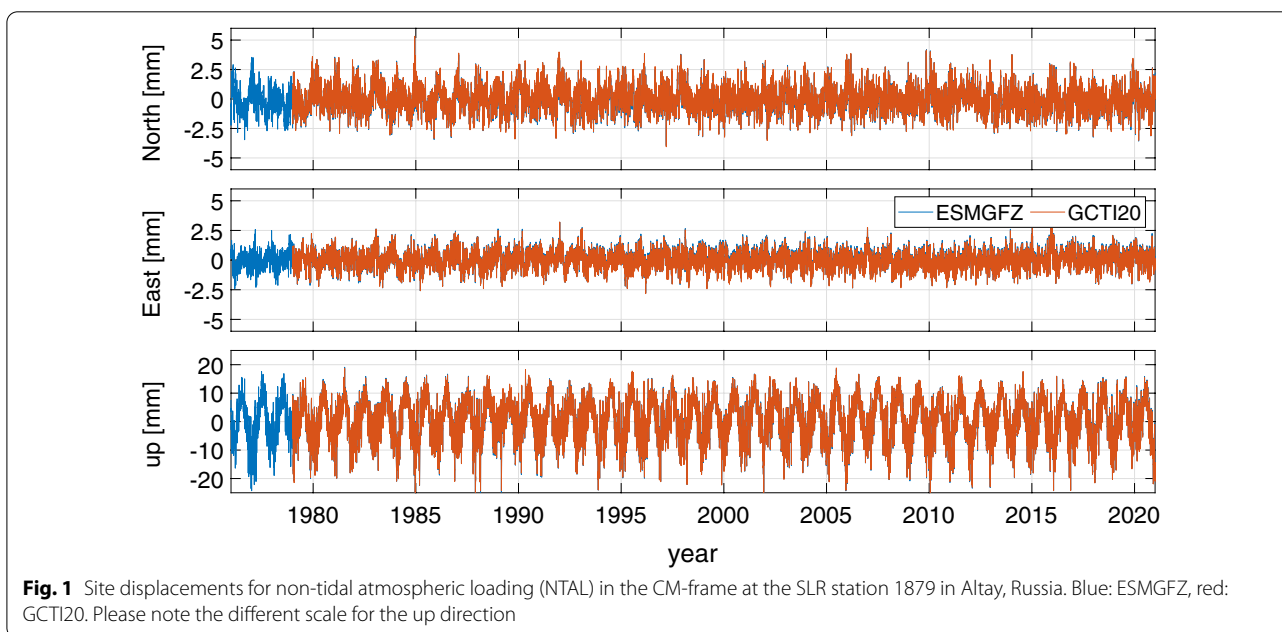 5
2.5
0
-2.5
-5
North [mm]
5
2.5
0
-2.5
-5
East [mm]
ESMGFZ GCTI20
20
10
0
-10
-20
up [mm]
1980 1985 1990 1995 2000 2005 2010 2015 2020
year
Fig. 1 Site displacements for non-tidal atmospheric loading (NTAL) in the CM-frame at the SLR station 1879 in Altay, Russia. Blue: ESMGFZ, red:
GCTI20. Please note the different scale for the up direction